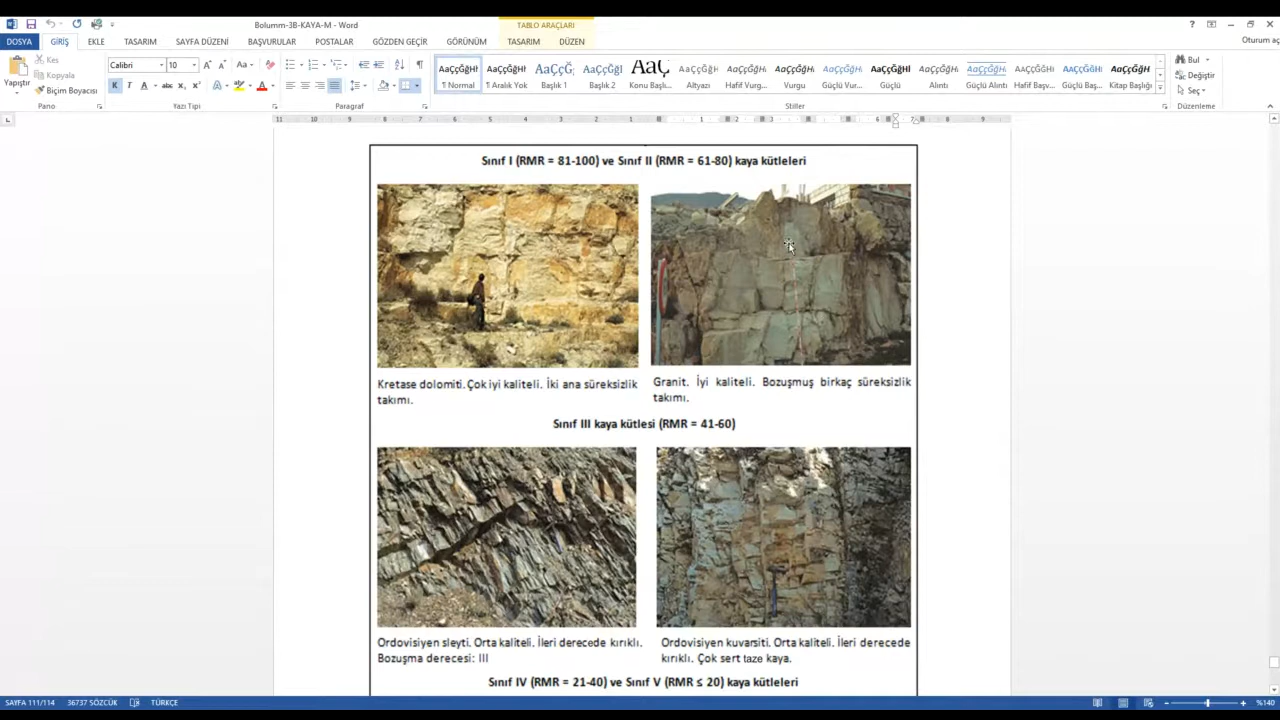 Bolumm-3B-KAYA-M - Word
TABLO ARAÇLARI
Oturum aç
DOSYA GİRİŞ EKLE TASARIM SAYFA DÜZENİ BAŞVURULAR POSTALAR GÖZDEN GEÇİR GÖRÜNÜM TASARIM DÜZEN
Yapıştır
Kes
Kopyala
Biçim Boyacısı
Pano
Calibri 10
Yazı Tipi
Paragraf
¶ Normal ¶ Aralık Yok Başlık 1 Başlık 2 Konu Başlı... Altyazı Hafif Vurg... Vurgu Güçlü Vur... Güçlü Alıntı Güçlü Alıntı Hafif Başv... Güçlü Baş... Kitap Başlığı
Stiller
Bul
Değiştir
Seç
Düzenleme
Sınıf I (RMR = 81-100) ve Sınıf II (RMR = 61-80) kaya kütleleri
Kretase dolomiti. Çok iyi kaliteli. İki ana süreksizlik
takımı.
Granit. İyi kaliteli. Bozuşmuş birkaç süreksizlik
takımı.
Sınıf III kaya kütlesi (RMR = 41-60)
Ordovisiyen sleyti. Orta kaliteli. İleri derecede kırıklı.
Bozuşma derecesi: III
Ordovisiyen kuvarsiti. Orta kaliteli. İleri derecede
kırıklı. Çok sert taze kaya.
Sınıf IV (RMR = 21-40) ve Sınıf V (RMR ≤ 20) kaya kütleleri
SAYFA 111/114 36737 SÖZCÜK TÜRKÇE %140